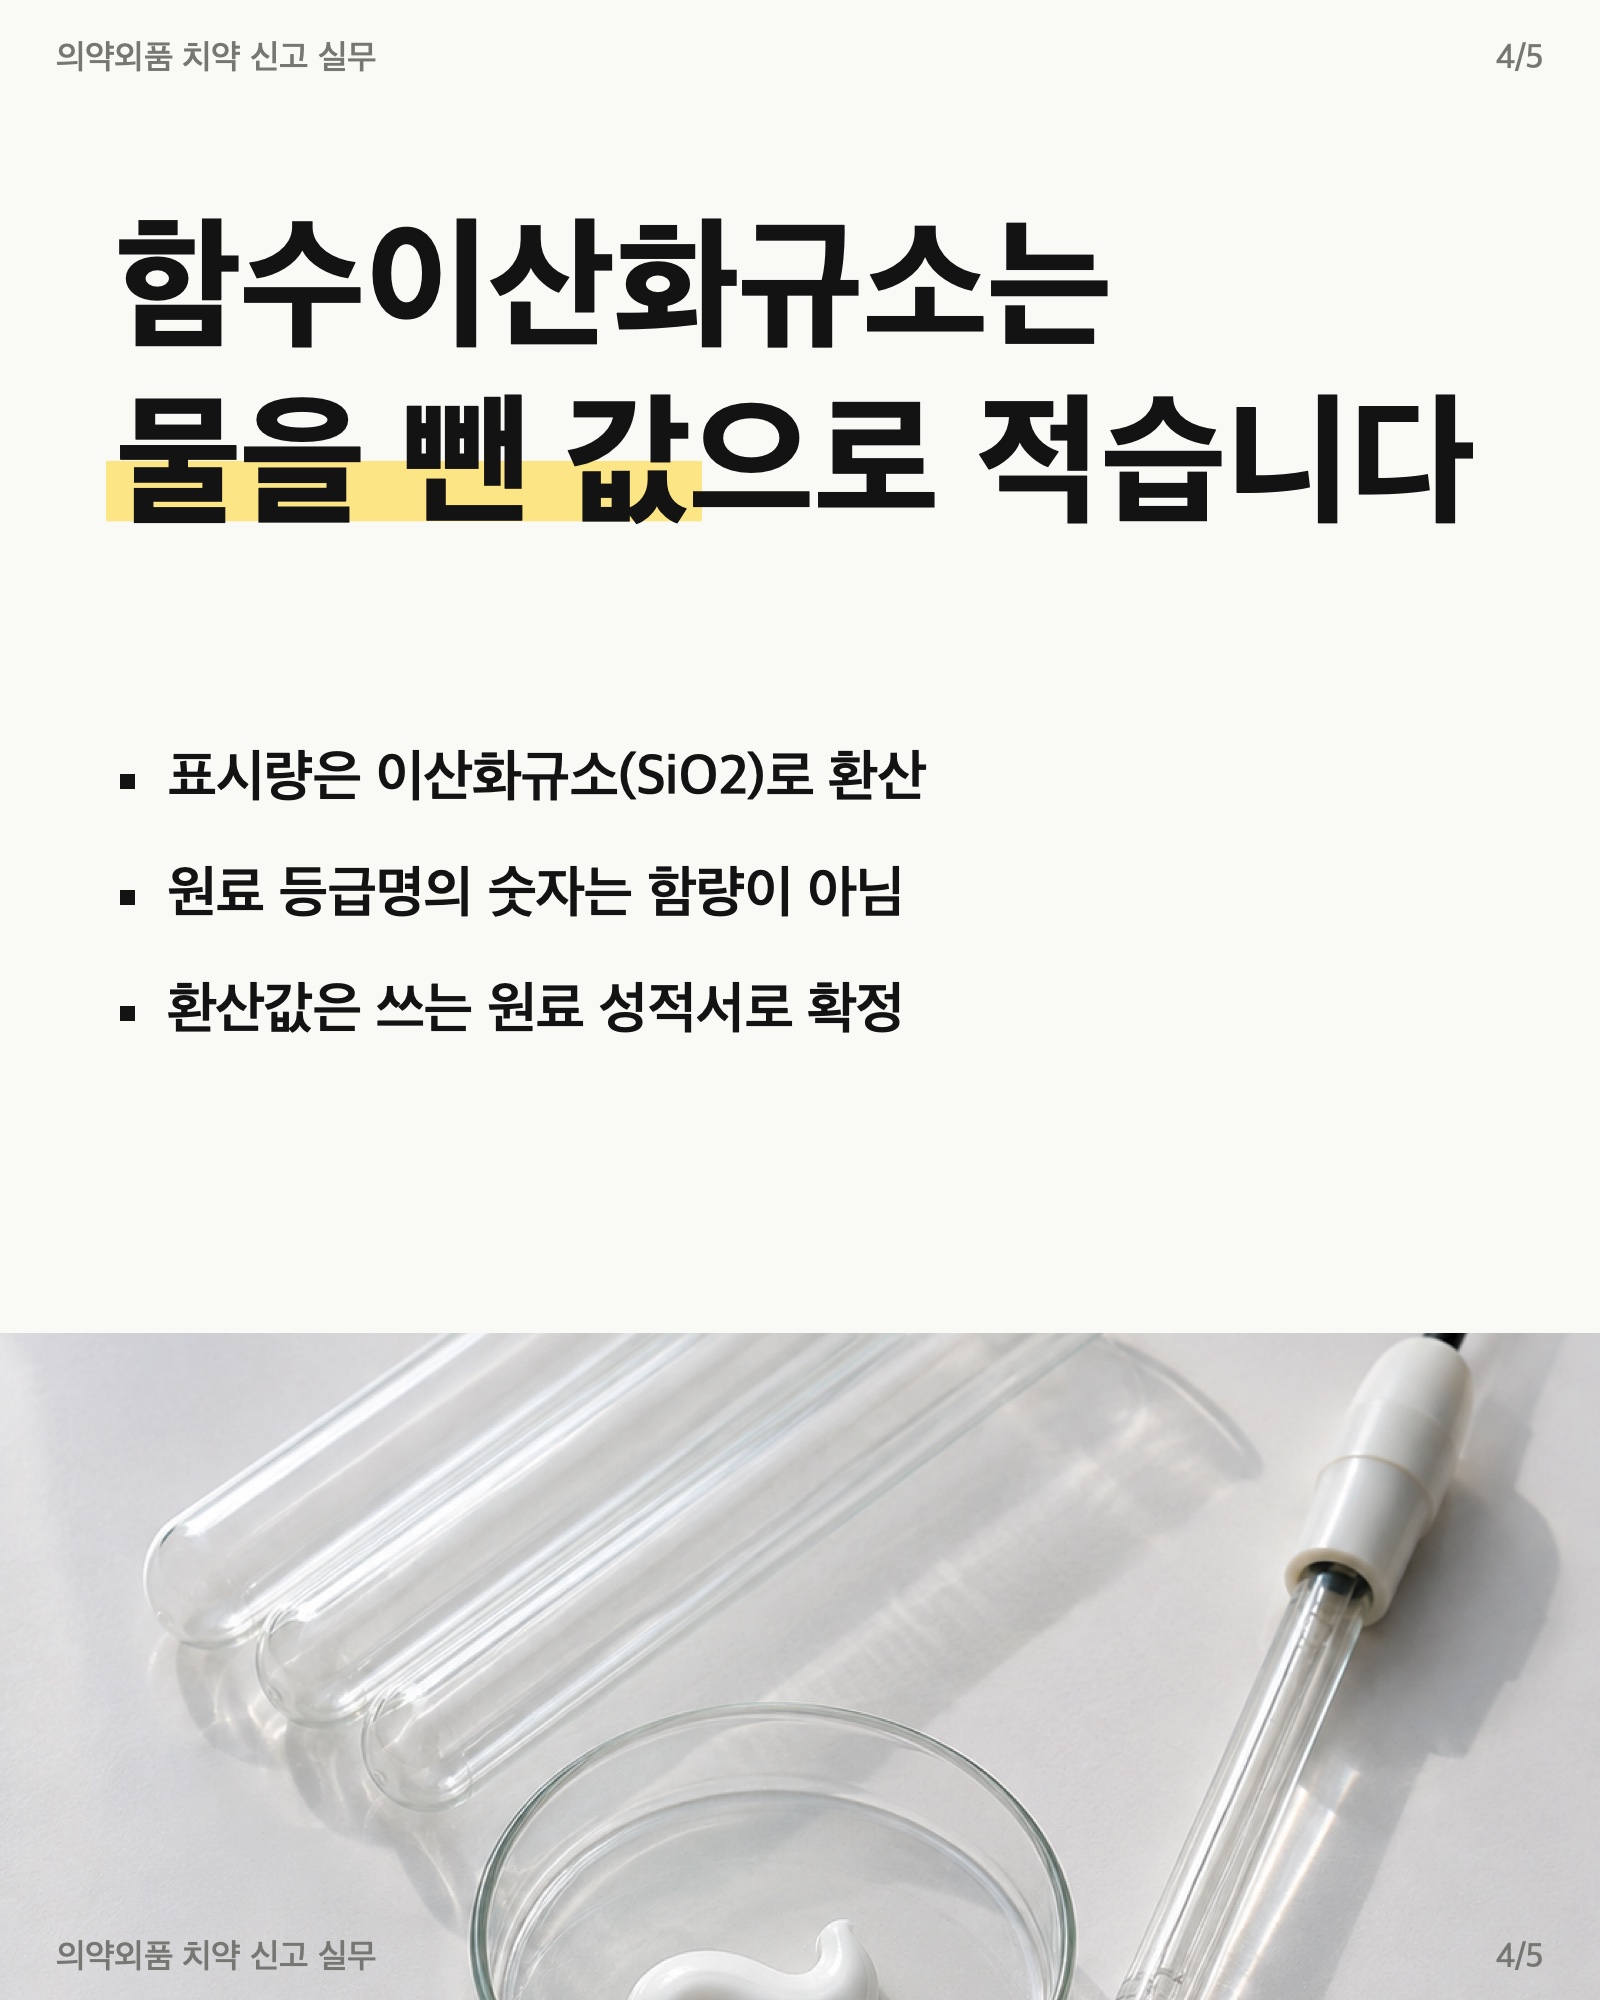 의약외품 치약 신고 실무
4/5
함수이산화규소는
물을 뺀 값으로 적습니다
▪ 표시량은 이산화규소(SiO2)로 환산
▪ 원료 등급명의 숫자는 함량이 아님
▪ 환산값은 쓰는 원료 성적서로 확정
의약외품 치약 신고 실무
4/5